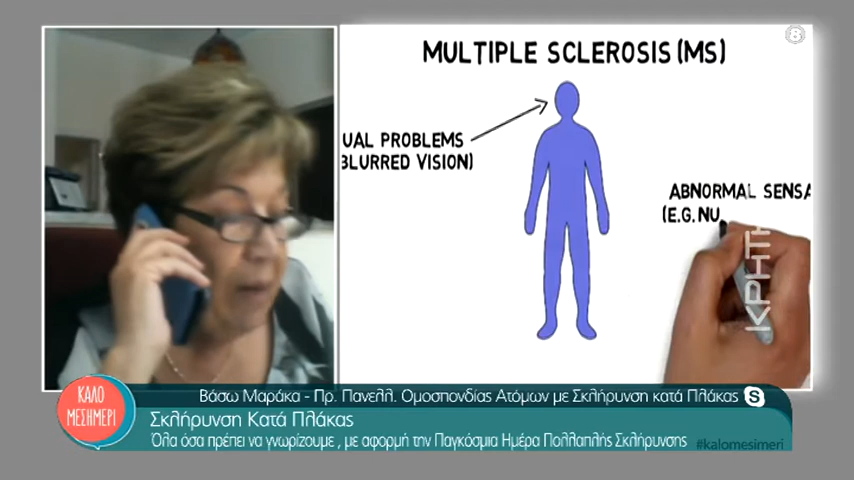 MULTIPLE SCLEROSIS (MS)
UAL PROBLEMS
BLURRED VISION)
ABNORMAL SENSA
(E.G. NU
ΚΡΗΤΗ
8
ΚΑΛΟ
ΜΕΣΗΜΕΡΙ
Βάσω Μαράκα - Πρ. Πανελλ. Ομοσπονδίας Ατόμων με Σκλήρυνση κατά Πλάκας
Σκλήρυνση Κατά Πλάκας
Όλα όσα πρέπει να γνωρίζουμε , με αφορμή την Παγκόσμια Ημέρα Πολλαπλής Σκλήρυνσης
#kalomesimeri